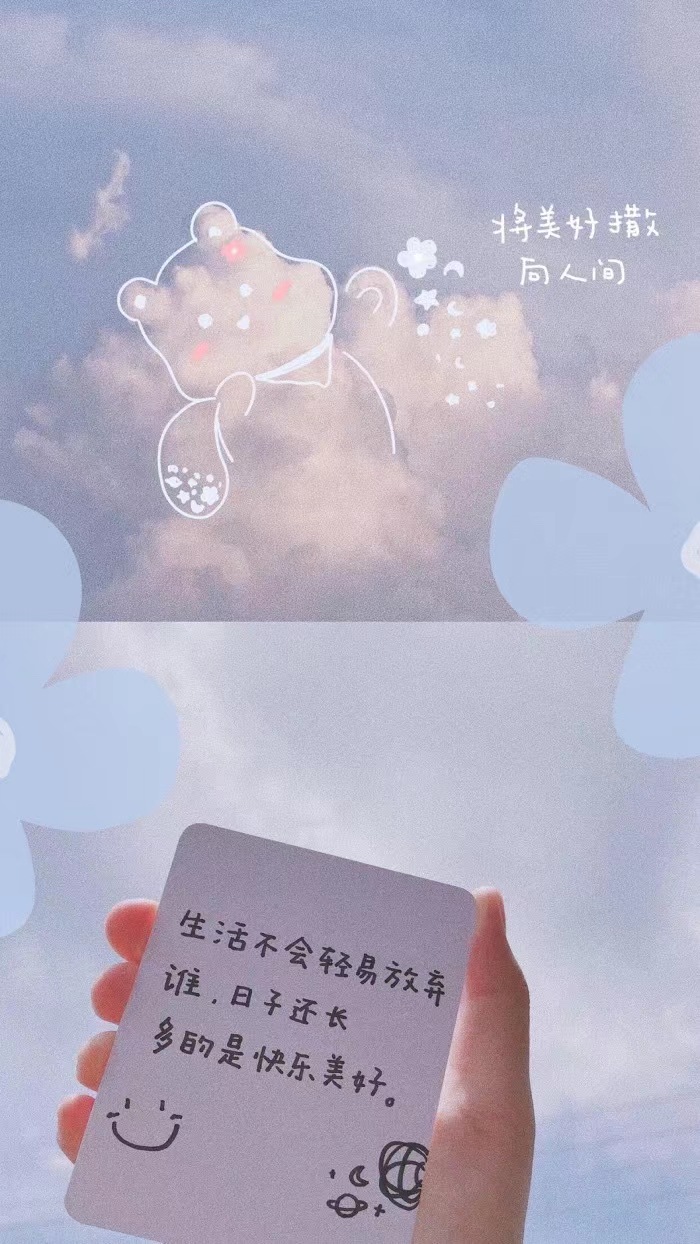 将美好撒
向人间
生活不会轻易放弃
谁，日子还长
多的是快乐美好。